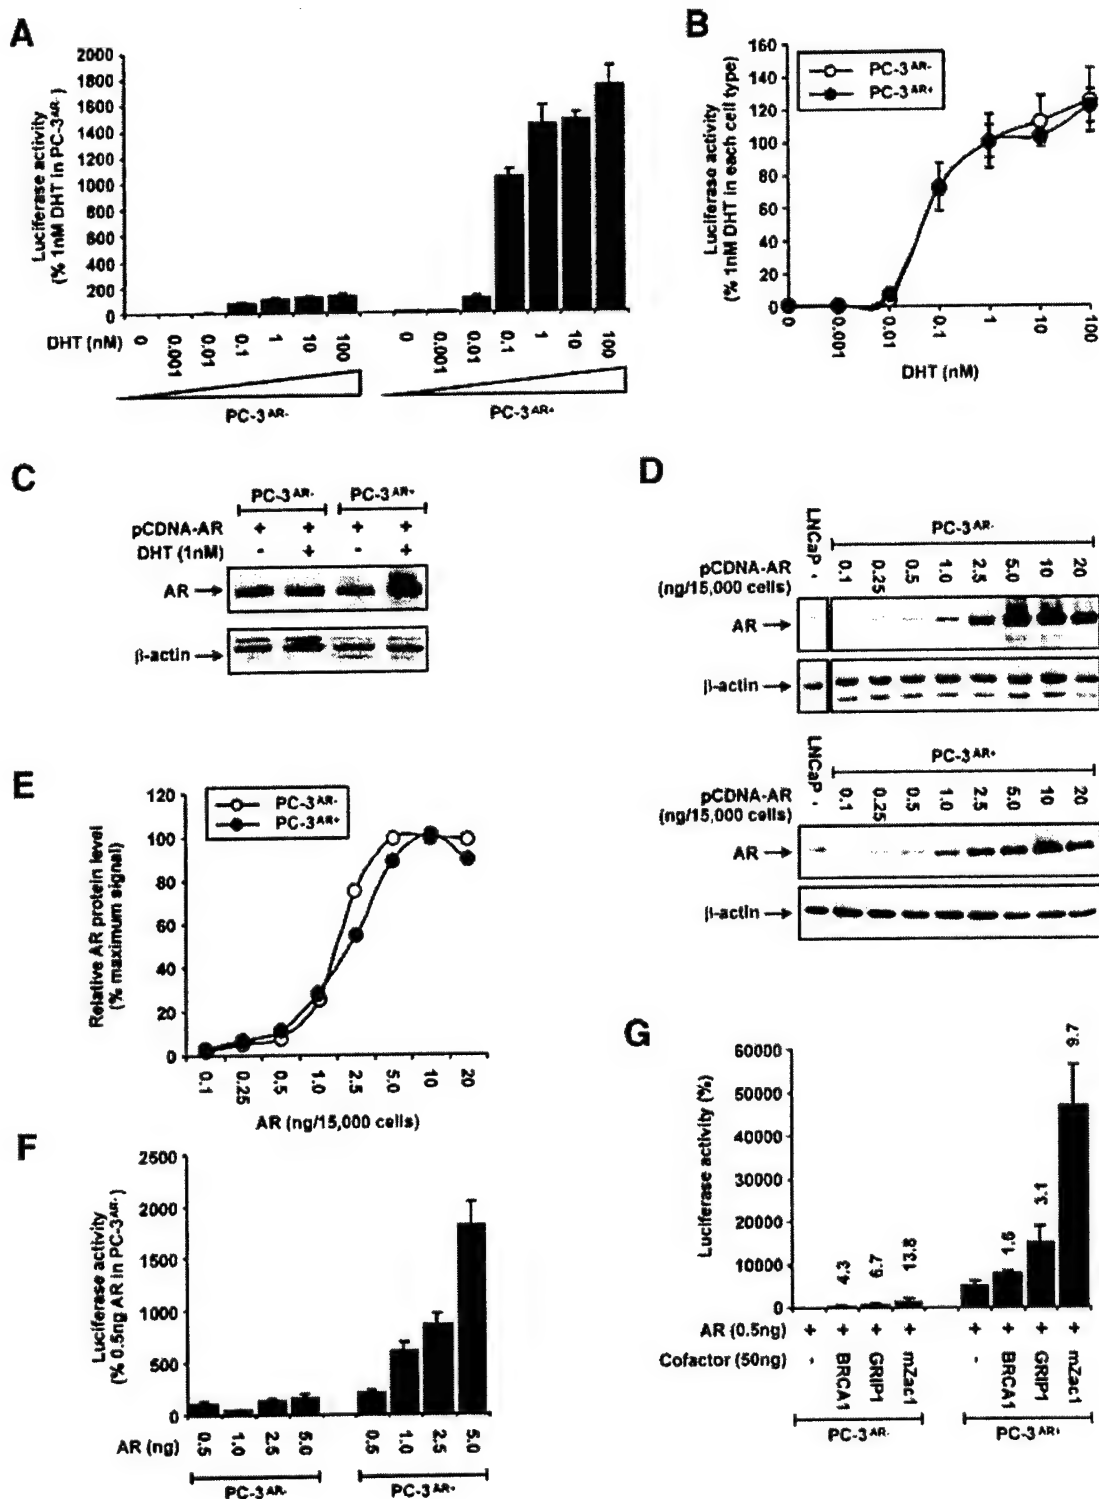 A
Luciferase activity
(% 1nM DHT in PC-3AR-)
2000
1800
1600
1400
1200
1000
800
600
400
200
0
DHT (nM)
0 0.001 0.01 0.1 1 10 100 0 0.001 0.01 0.1 1 10 100
PC-3AR- PC-3AR+
B
Luciferase activity
(% 1nM DHT in each cell type)
160
140
120
100
80
60
40
20
0
PC-3AR-
PC-3AR+
0 0.001 0.01 0.1 1 10 100
DHT (nM)
C
PC-3AR- PC-3AR+
pCDNA-AR + + + +
DHT (1nM) - + - +
AR
β-actin
D
LNCaP PC-3AR-
pCDNA-AR
(ng/15,000 cells)
- 0.1 0.25 0.5 1.0 2.5 5.0 10 20
AR
β-actin
LNCaP PC-3AR+
pCDNA-AR
(ng/15,000 cells)
- 0.1 0.25 0.5 1.0 2.5 5.0 10 20
AR
β-actin
E
Relative AR protein level
(% maximum signal)
120
100
80
60
40
20
0
PC-3AR-
PC-3AR+
0.1 0.25 0.5 1.0 2.5 5.0 10 20
AR (ng/15,000 cells)
F
Luciferase activity
(% 0.5ng AR in PC-3AR-)
2500
2000
1500
1000
500
0
AR (ng) 0.5 1.0 2.5 5.0 0.5 1.0 2.5 5.0
PC-3AR- PC-3AR+
G
Luciferase activity (%)
60000
50000
40000
30000
20000
10000
0
4.3 6.7 13.8 1.6 3.1 9.2
AR (0.5ng) + + + + + + + +
Cofactor (50ng) - BRCA1 GRIP1 mZac1 - BRCA1 GRIP1 mZac1
PC-3AR- PC-3AR+